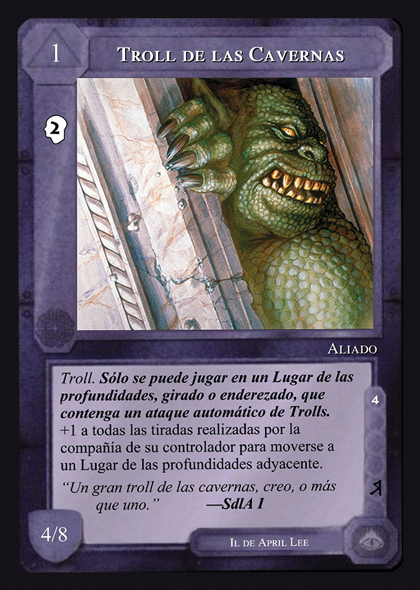 1
TROLL DE LAS CAVERNAS
2
ALIADO
Troll. Sólo se puede jugar en un Lugar de las
profundidades, girado o enderezado, que
contenga un ataque automático de Trolls.
+1 a todas las tiradas realizadas por la
compañía de su controlador para moverse a
un Lugar de las profundidades adyacente.
“Un gran troll de las cavernas, creo, o más
que uno.” —SdlA I
4
4/8
IL DE APRIL LEE